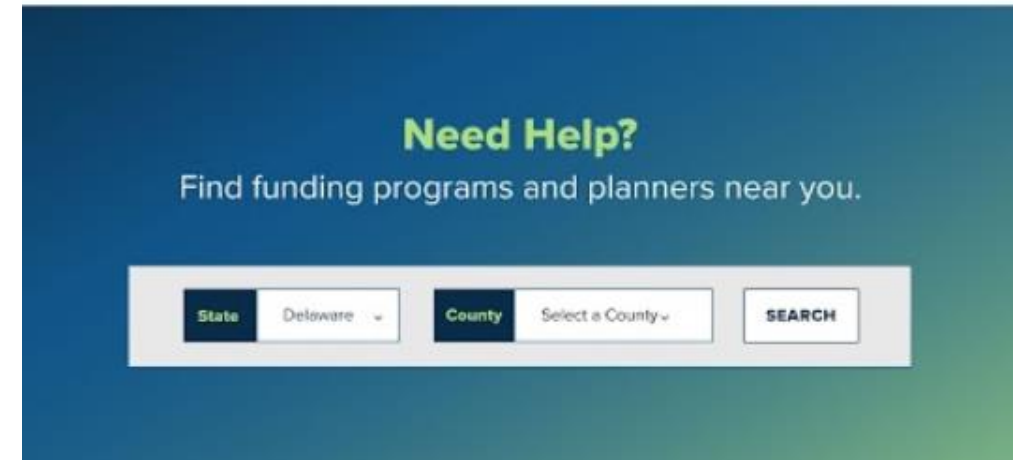 Need Help?
Find funding programs and planners near you.
State Delaware County Select a County SEARCH